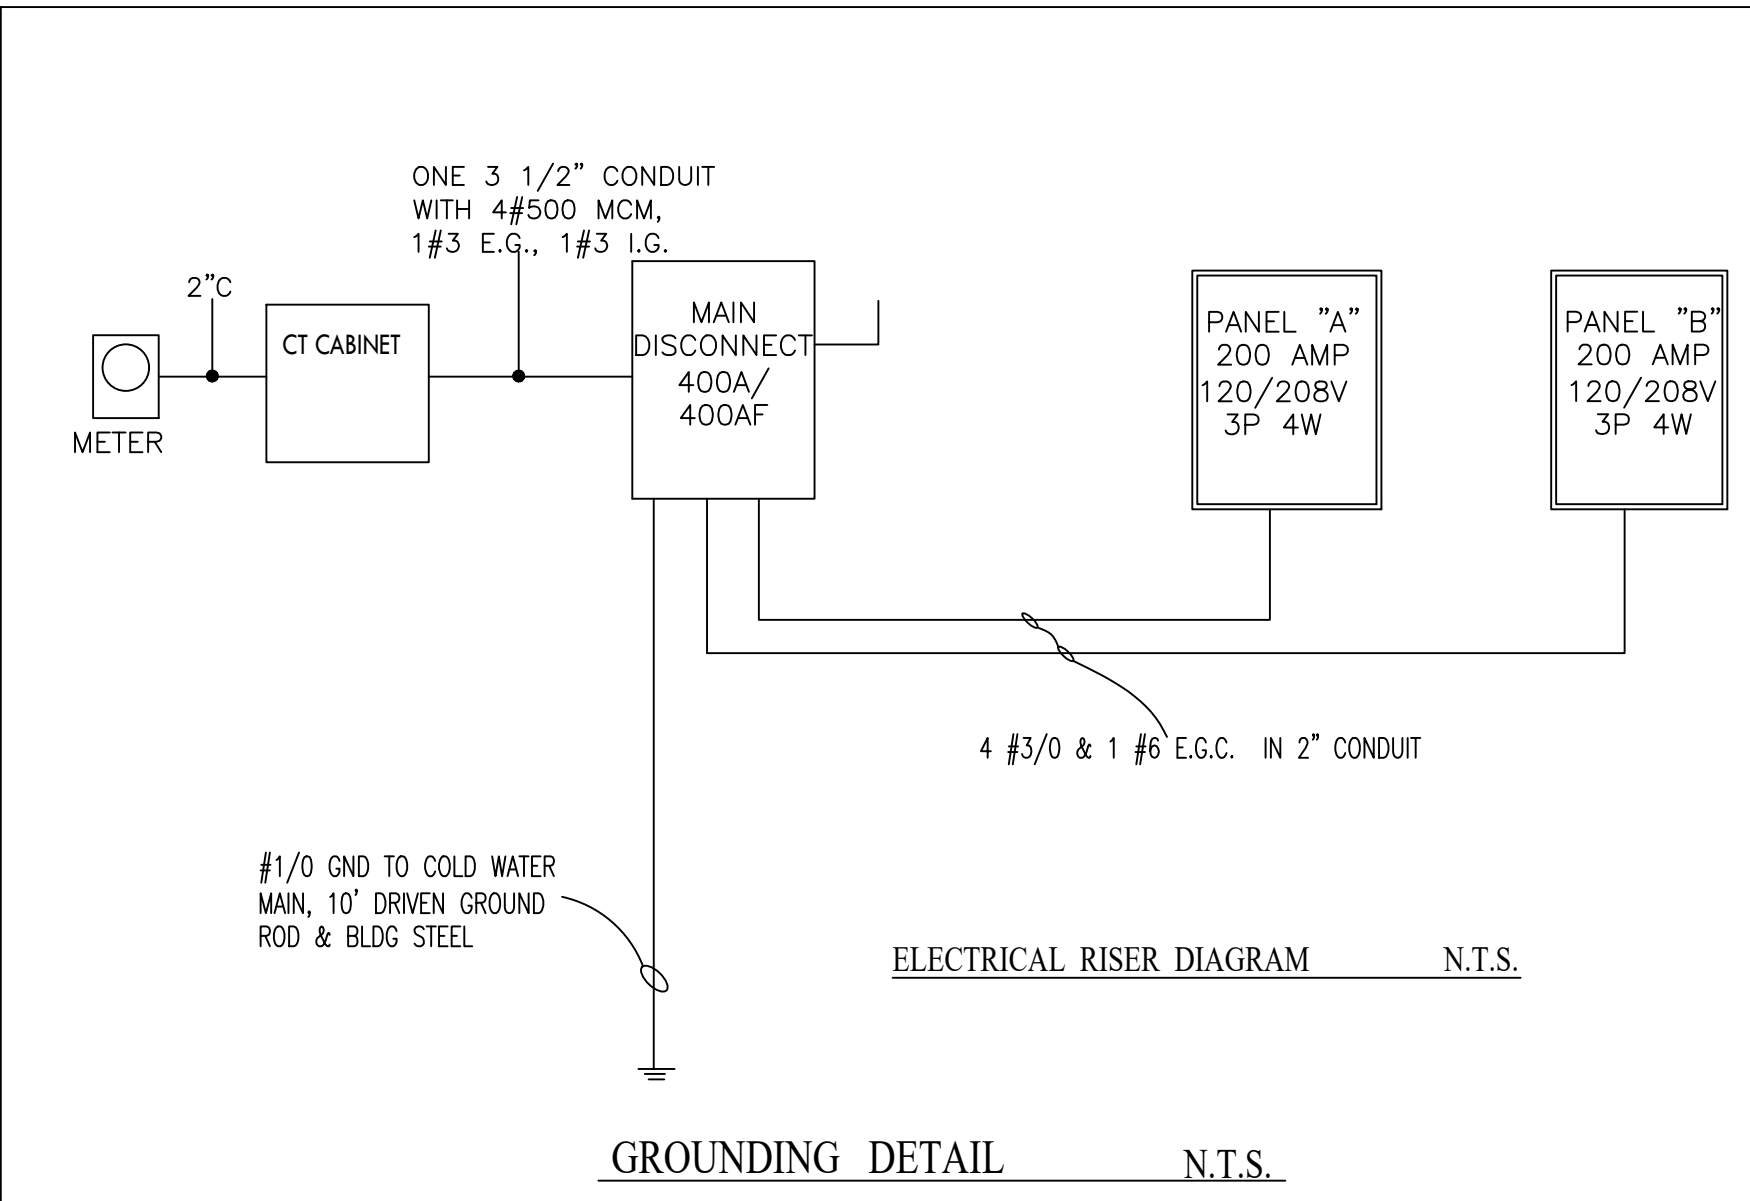 ONE 3 1/2" CONDUIT
WITH 4#500 MCM,
1#3 E.G., 1#3 I.G.
2"C
METER
CT CABINET
MAIN
DISCONNECT
400A/
400AF
PANEL "A"
200 AMP
120/208V
3P 4W
PANEL "B"
200 AMP
120/208V
3P 4W
4 #3/0 & 1 #6 E.G.C. IN 2" CONDUIT
#1/0 GND TO COLD WATER
MAIN, 10' DRIVEN GROUND
ROD & BLDG STEEL
ELECTRICAL RISER DIAGRAM N.T.S.
GROUNDING DETAIL N.T.S.